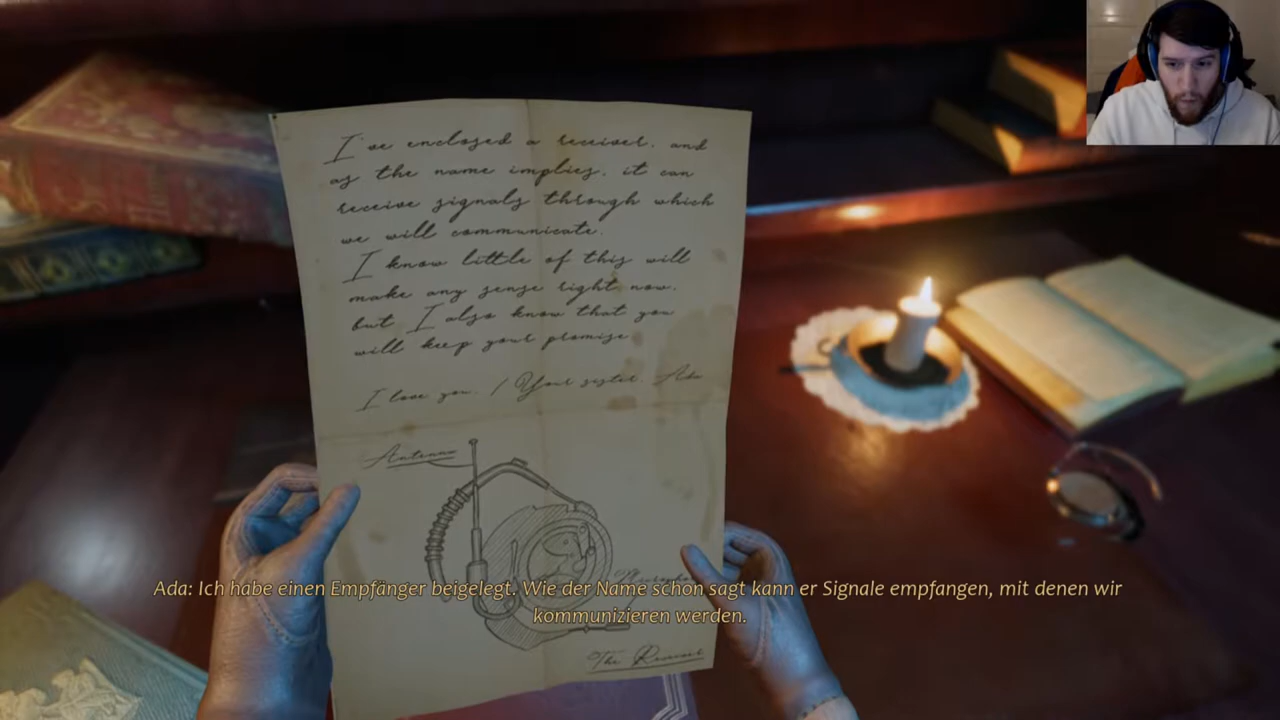 I've enclosed a receiver, and
as the name implies, it can
receive signals through which
we will communicate.
I know little of this will
make any sense right now,
but I also know that you
will keep your promise
I love you. / Your sister. Ada
Antenna
Ada: Ich habe einen Empfänger beigelegt. Wie der Name schon sagt kann er Signale empfangen, mit denen wir
kommunizieren werden.
The Receiver